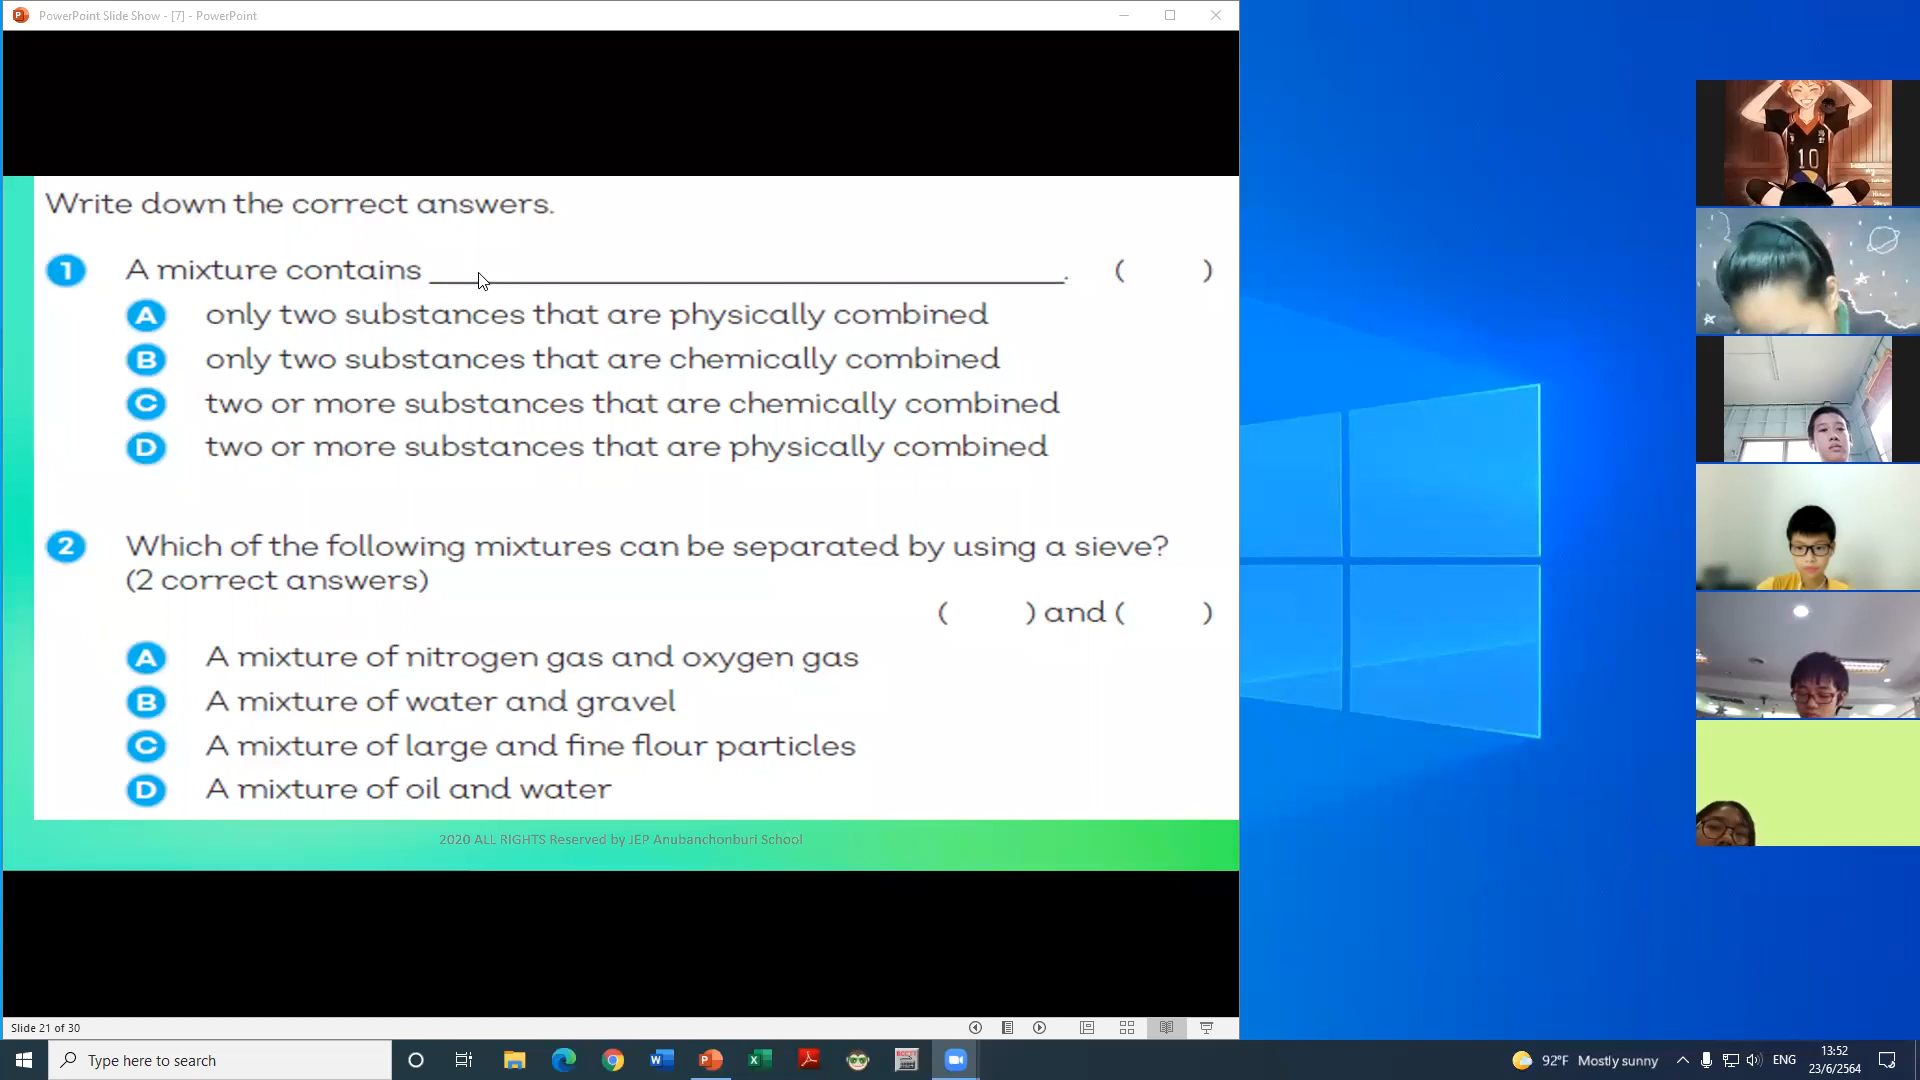 PowerPoint Slide Show - [7] - PowerPoint
Write down the correct answers.
1 A mixture contains ______________________. ( )
A only two substances that are physically combined
B only two substances that are chemically combined
C two or more substances that are chemically combined
D two or more substances that are physically combined
2 Which of the following mixtures can be separated by using a sieve?
(2 correct answers)
( ) and ( )
A A mixture of nitrogen gas and oxygen gas
B A mixture of water and gravel
C A mixture of large and fine flour particles
D A mixture of oil and water
2020 ALL RIGHTS Reserved by JEP Anubanchonburi School
Slide 21 of 30
Type here to search
92°F Mostly sunny
ENG
13:52
23/6/2564
10